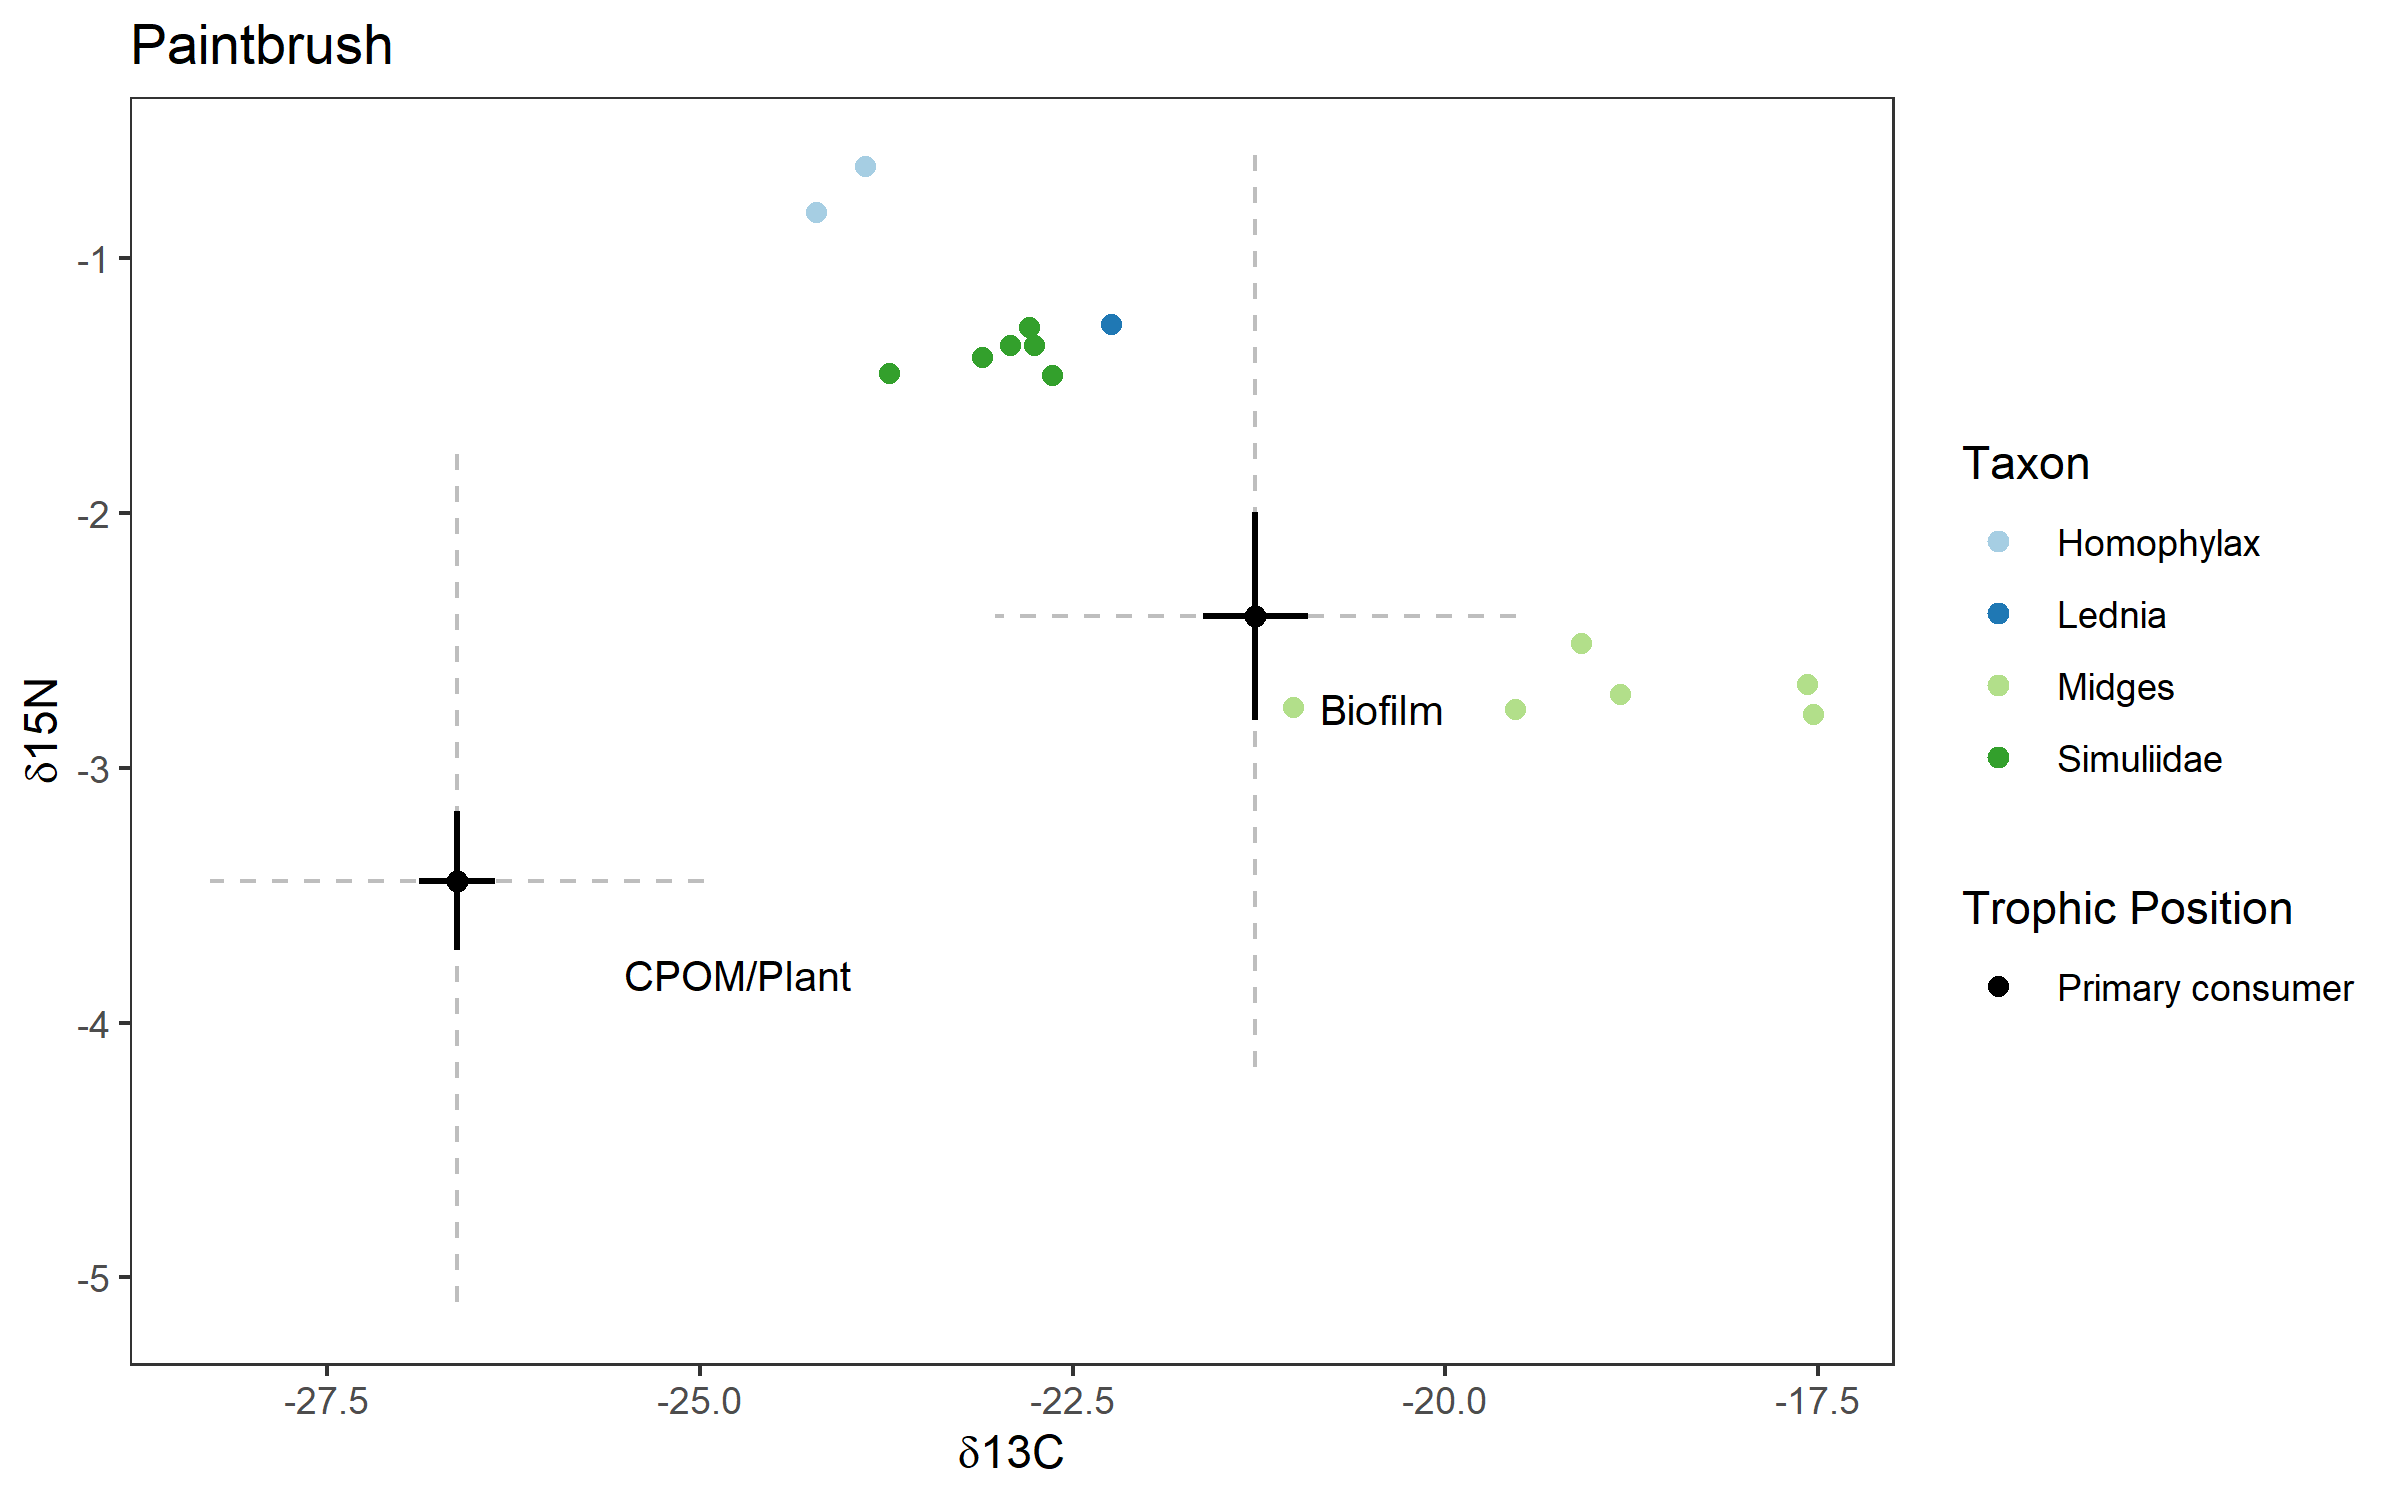 Paintbrush
-1
-2
-3
-4
-5
δ15N
Biofilm
CPOM/Plant
-27.5
-25.0
-22.5
-20.0
-17.5
δ13C
Taxon
Homophylax
Lednia
Midges
Simuliidae
Trophic Position
Primary consumer